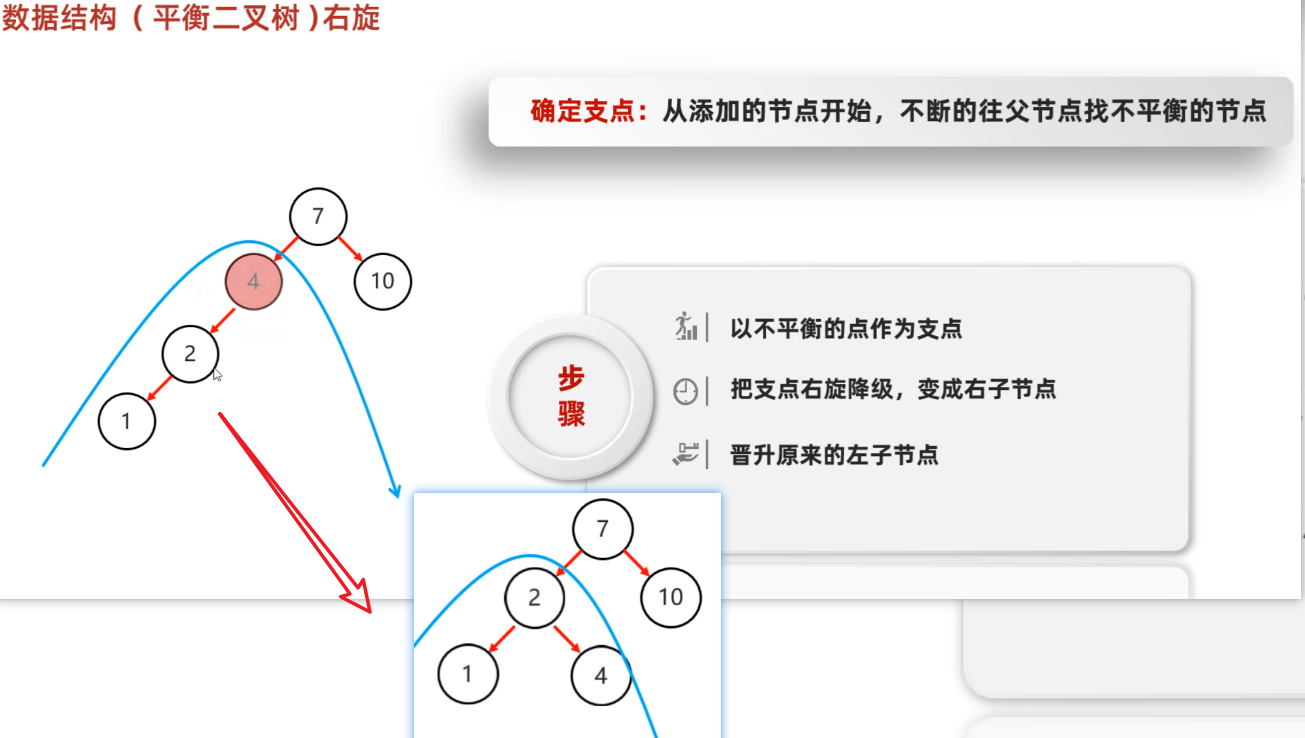 数据结构（平衡二叉树)右旋
确定支点：从添加的节点开始，不断的往父节点找不平衡的节点
7
4
10
2
1
步
骤
以不平衡的点作为支点
把支点右旋降级，变成右子节点
晋升原来的左子节点
7
2
10
1
4